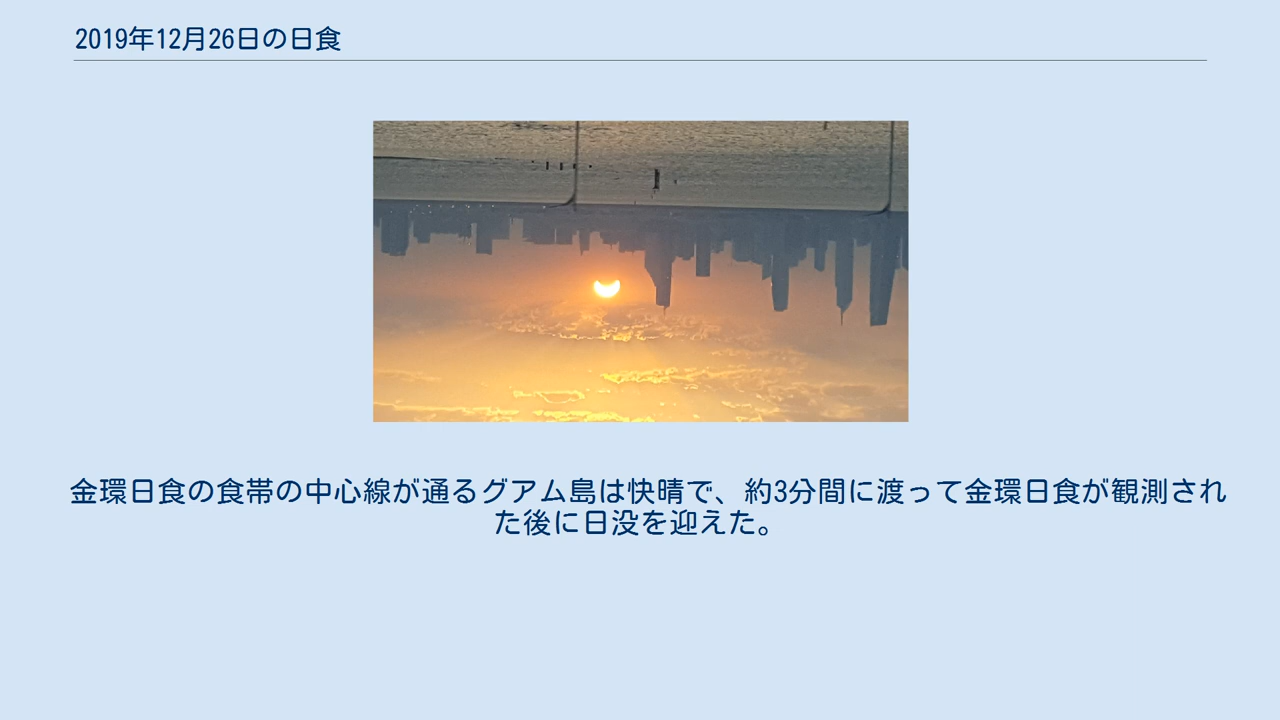 2019年12月26日の日食
金環日食の食帯の中心線が通るグアム島は快晴で、約3分間に渡って金環日食が観測され
た後に日没を迎えた。